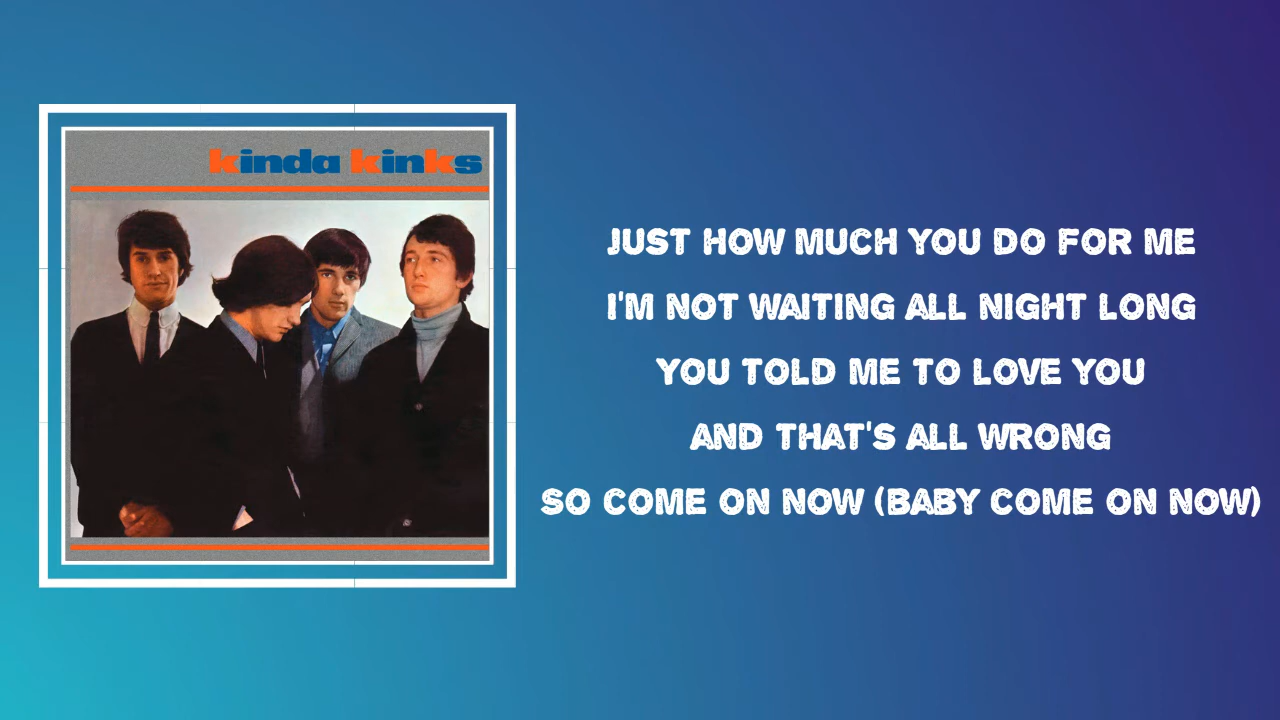 kinda kinks
JUST HOW MUCH YOU DO FOR ME
I'M NOT WAITING ALL NIGHT LONG
YOU TOLD ME TO LOVE YOU
AND THAT'S ALL WRONG
SO COME ON NOW (BABY COME ON NOW)